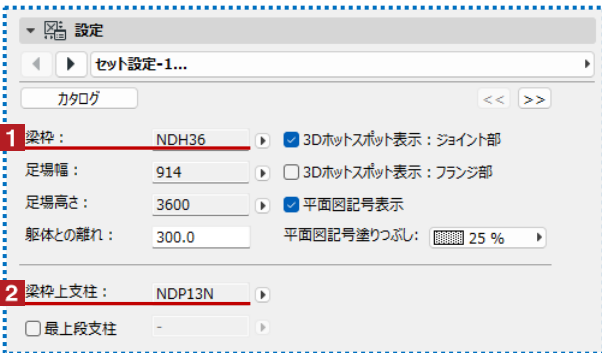 設定
セット設定-1...
カタログ << >>
1 梁枠： NDH36 3Dホットスポット表示：ジョイント部
足場幅： 914 3Dホットスポット表示：フランジ部
足場高さ： 3600 平面図記号表示
躯体との離れ： 300.0 平面図記号塗りつぶし: 25 %
2 梁枠上支柱： NDP13N
最上段支柱 -